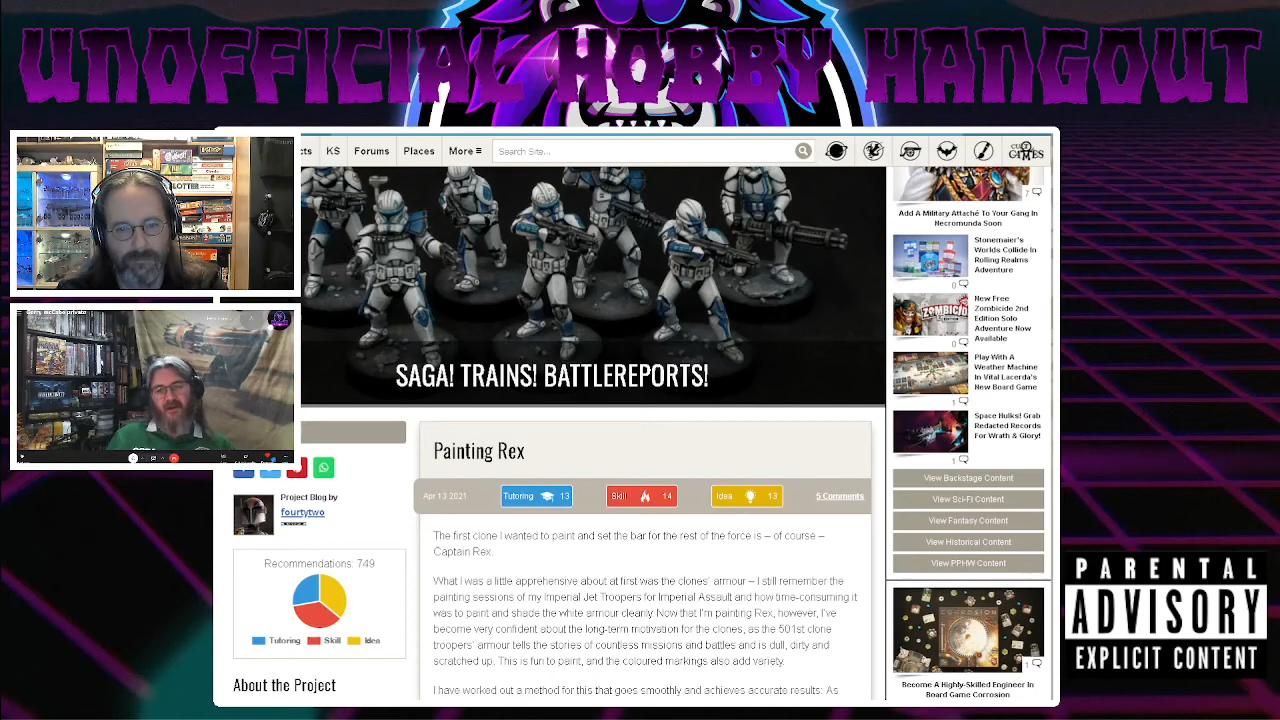 UNOFFICIAL HOBBY HANGOUT
cts
KS
Forums
Places
More ≡
Search Site...
Gerry mcCabe privato
SAGA! TRAINS! BATTLEREPORTS!
Painting Rex
Apr 13 2021
Tutoring 13
Skill 14
Idea 13
5 Comments
Project Blog by
fourtytwo
Recommendations: 749
Tutoring Skill Idea
About the Project
The first clone I wanted to paint and set the bar for the rest of the force is – of course –
Captain Rex.
What I was a little apprehensive about at first was the clones' armour – I still remember the
painting sessions of my Imperial Jet Troopers for Imperial Assault and how time-consuming it
was to paint and shade the white armour cleanly. Now that I'm painting Rex, however, I've
become very confident about the long-term motivation for the clones, as the 501st clone
troopers' armour tells the stories of countless missions and battles and is dull, dirty and
scratched up. This is fun to paint, and the coloured markings also add variety.
I have worked out a method for this that goes smoothly and achieves accurate results: As
7
Add A Military Attaché To Your Gang In
Necromunda Soon
Stonemaier's
Worlds Collide In
Rolling Realms
Adventure
0
New Free
Zombicide 2nd
Edition Solo
Adventure Now
Available
0
Play With A
Weather Machine
In Vital Lacerda's
New Board Game
1
Space Hulks! Grab
Redacted Records
For Wrath & Glory!
1
View Backstage Content
View Sci-Fi Content
View Fantasy Content
View Historical Content
View PPHW Content
CORROSION
1
Become A Highly-Skilled Engineer In
Board Game Corrosion
PARENTAL
ADVISORY
EXPLICIT CONTENT